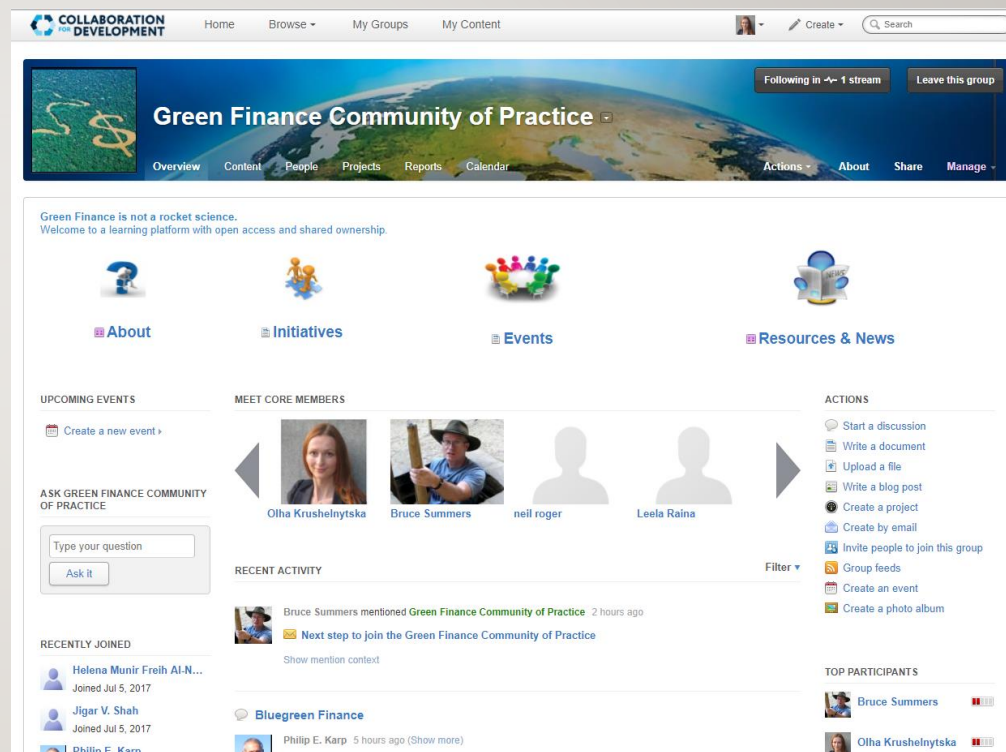 COLLABORATION
FOR DEVELOPMENT
Home Browse My Groups My Content
Create Search
Following in 1 stream Leave this group
Green Finance Community of Practice
Overview Content People Projects Reports Calendar
Actions About Share Manage
Green Finance is not a rocket science.
Welcome to a learning platform with open access and shared ownership.
NEWS
About Initiatives Events Resources & News
UPCOMING EVENTS
Create a new event
ASK GREEN FINANCE COMMUNITY
OF PRACTICE
Type your question
Ask it
RECENTLY JOINED
Helena Munir Freih Al-N...
Joined Jul 5, 2017
Jigar V. Shah
Joined Jul 5, 2017
Philip E. Karp
MEET CORE MEMBERS
Olha Krushelnytska Bruce Summers neil roger Leela Raina
RECENT ACTIVITY
Filter
Bruce Summers mentioned Green Finance Community of Practice 2 hours ago
Next step to join the Green Finance Community of Practice
Show mention context
Bluegreen Finance
Philip E. Karp 5 hours ago (Show more)
ACTIONS
Start a discussion
Write a document
Upload a file
Write a blog post
Create a project
Create by email
Invite people to join this group
Group feeds
Create an event
Create a photo album
TOP PARTICIPANTS
Bruce Summers
Olha Krushelnytska